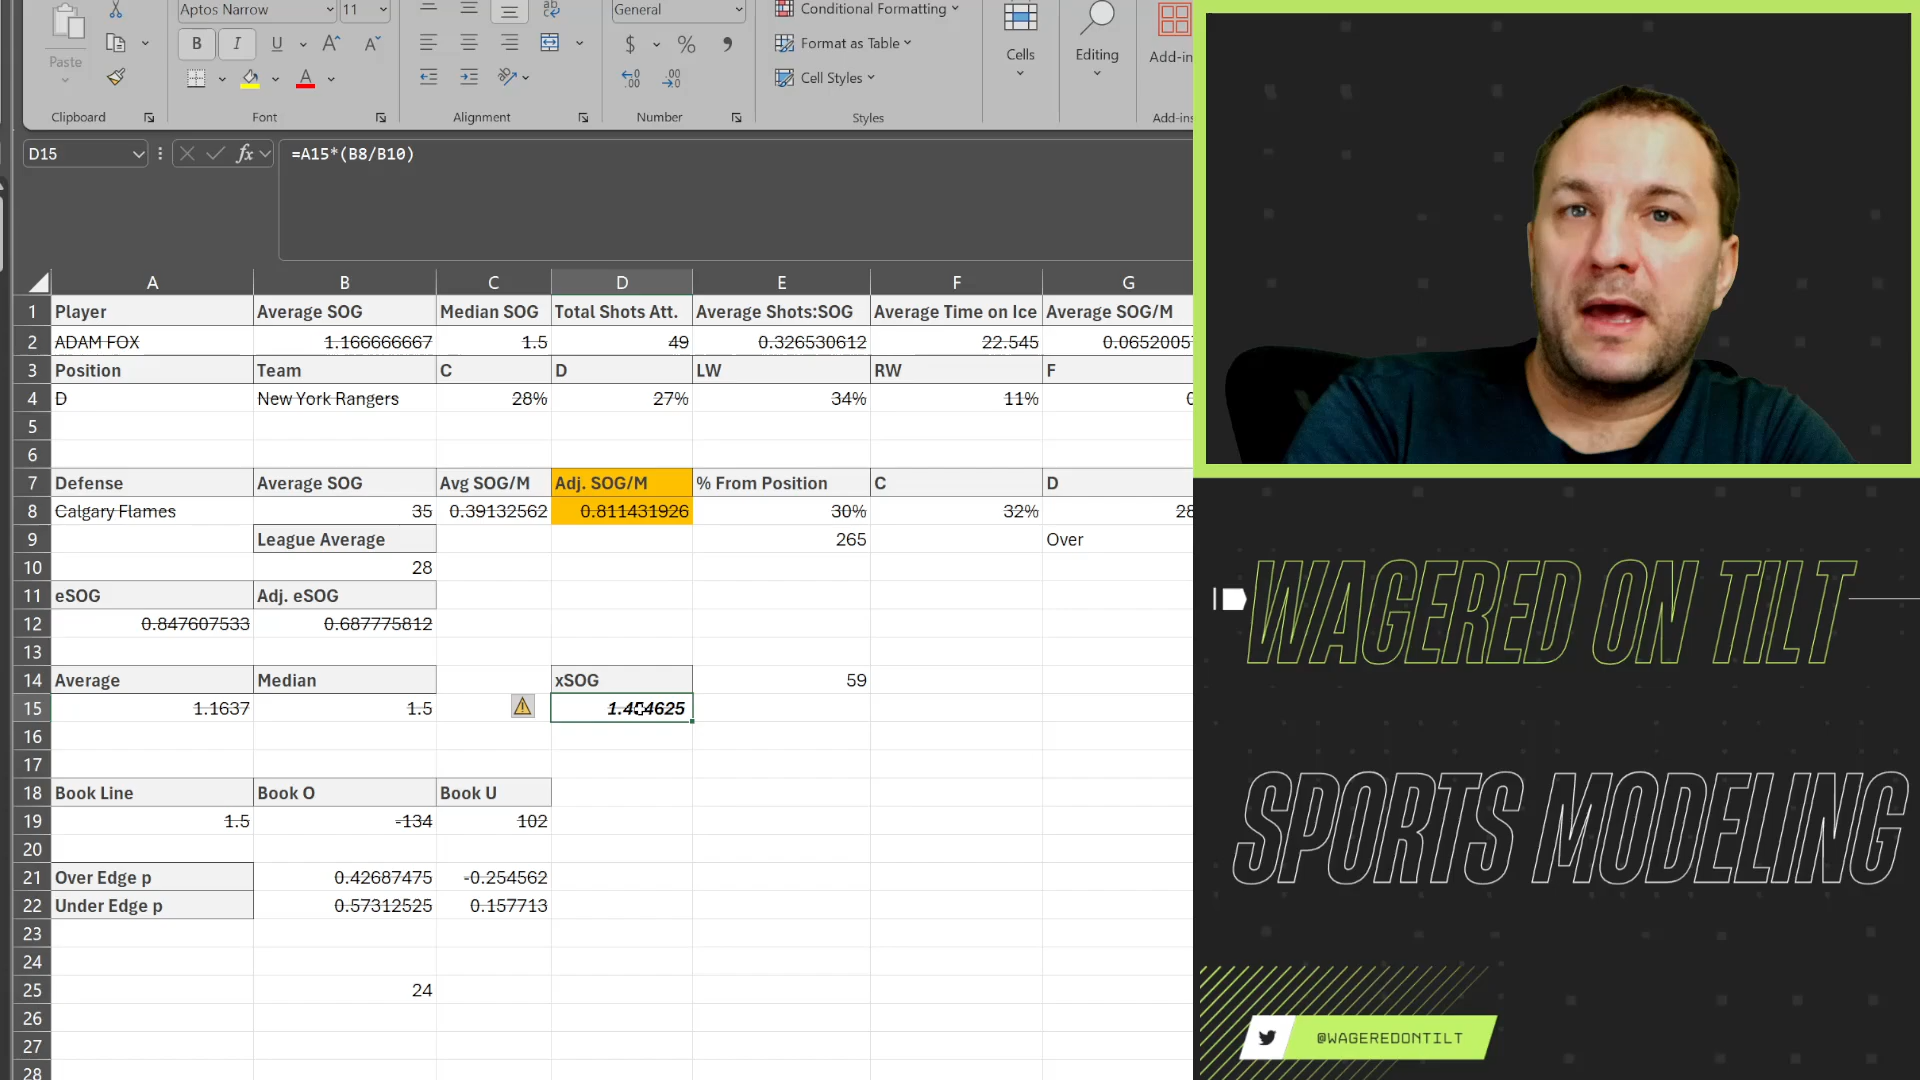 Aptos Narrow 11 General Conditional Formatting
Paste B I U Format as Table Cells Editing Add-in
$ % Cell Styles
Clipboard Font Alignment Number Styles Add-ins
D15 fx =A15*(B8/B10)
A B C D E F G
1 Player Average SOG Median SOG Total Shots Att. Average Shots:SOG Average Time on Ice Average SOG/M
2 ADAM FOX 1.166666667 1.5 49 0.326530612 22.545 0.0652005
3 Position Team C D LW RW F
4 D New York Rangers 28% 27% 34% 11% 0
5
6
7 Defense Average SOG Avg SOG/M Adj. SOG/M % From Position C D
8 Calgary Flames 35 0.39132562 0.811431926 30% 32% 28
9 League Average 265 Over
10 28
11 eSOG Adj. eSOG
12 0.847607533 0.687775812
13
14 Average Median xSOG 59
15 1.1637 1.5 1.454625
16
17
18 Book Line Book O Book U
19 1.5 -134 102
20
21 Over Edge p 0.42687475 -0.254562
22 Under Edge p 0.57312525 0.157713
23
24
25 24
26
27
28
WAGERED ON TILT
SPORTS MODELING
@WAGEREDONTILT